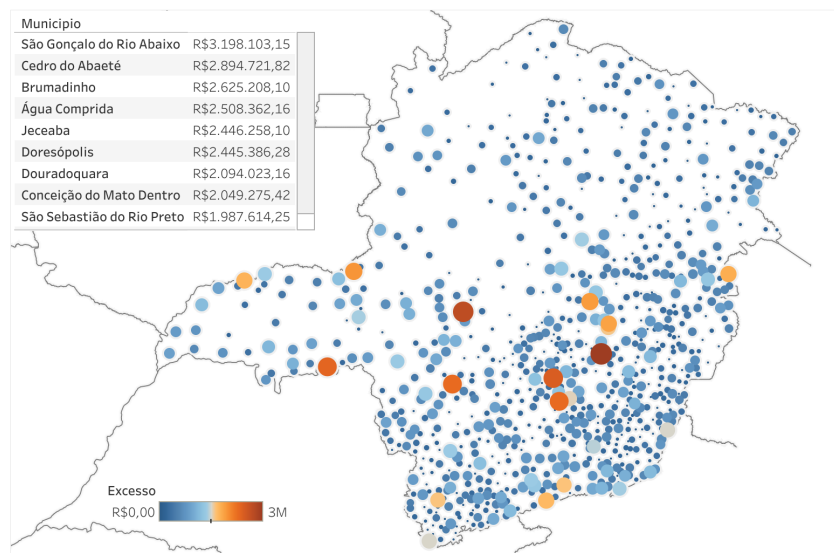 Municipio
São Gonçalo do Rio Abaixo R$3.198.103,15
Cedro do Abaeté R$2.894.721,82
Brumadinho R$2.625.208,10
Água Comprida R$2.508.362,16
Jeceaba R$2.446.258,10
Doresópolis R$2.445.386,28
Douradoquara R$2.094.023,16
Conceição do Mato Dentro R$2.049.275,42
São Sebastião do Rio Preto R$1.987.614,25
Excesso
R$0,00 3M